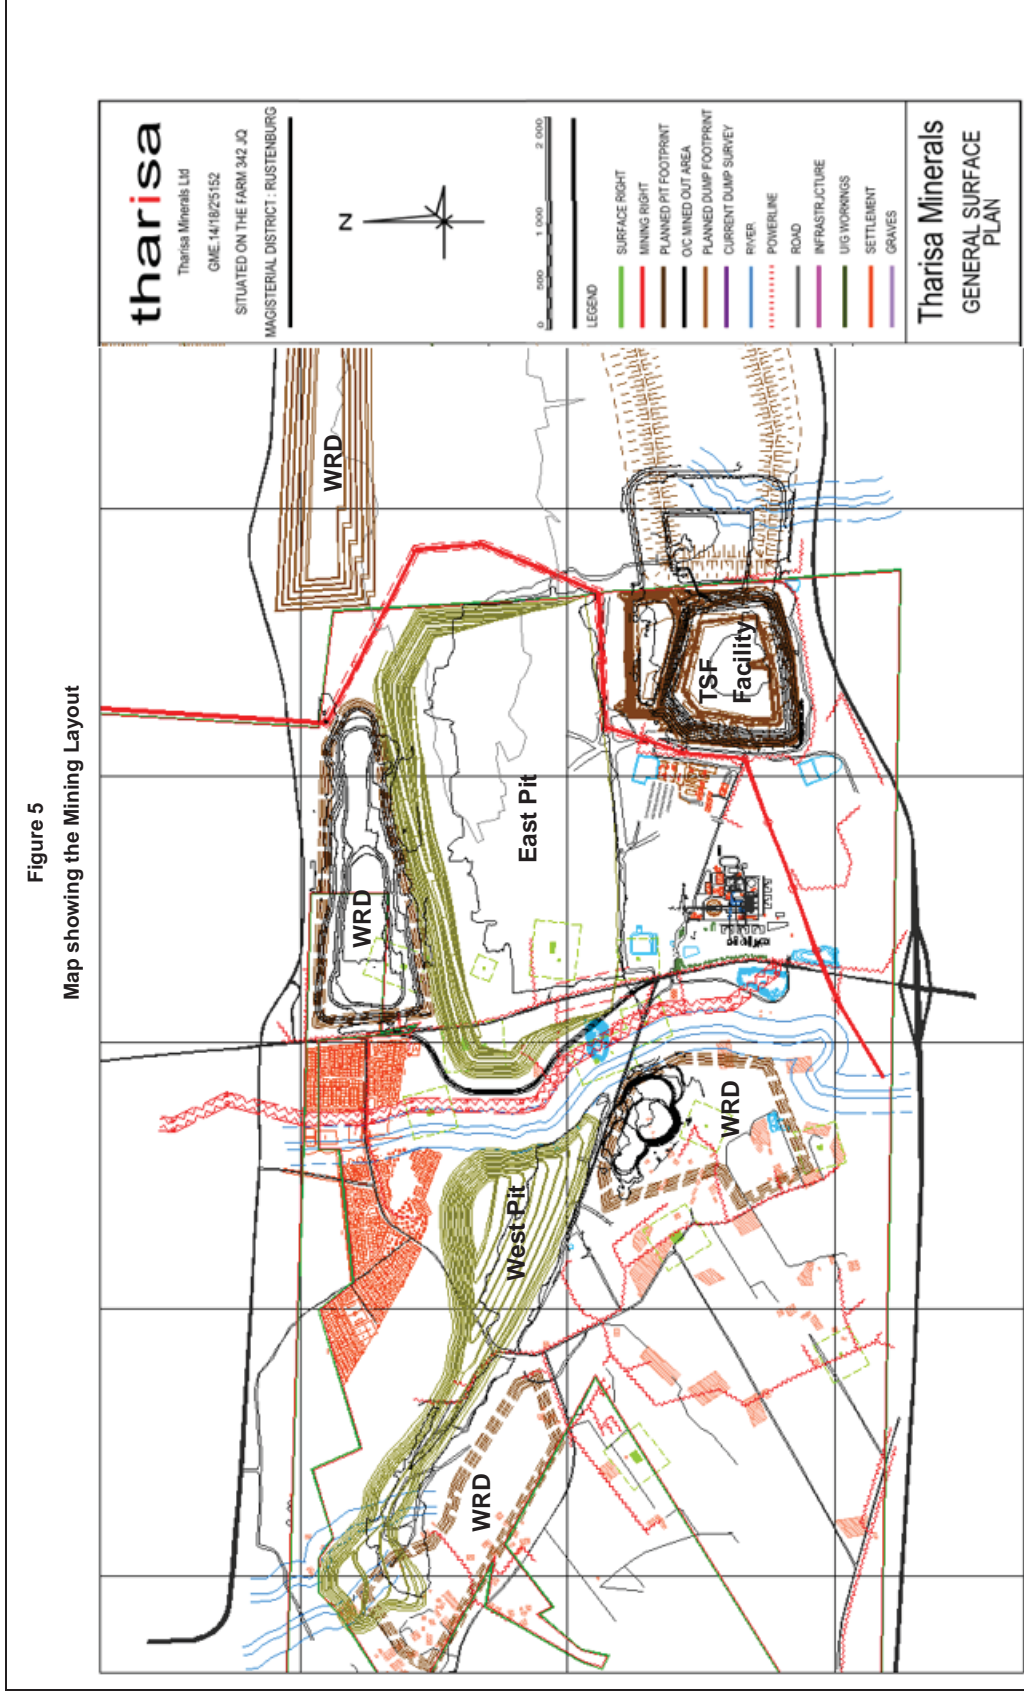 Figure 5
Map showing the Mining Layout
WRD
WRD
West Pit
WRD
WRD
East Pit
TSF
Facility
WRD
tharisa
Tharisa Minerals Ltd
GME.14/18/25152
SITUATED ON THE FARM 342 JQ
MAGISTERIAL DISTRICT : RUSTENBURG
N
0 500 1 000 2 000
LEGEND
SURFACE RIGHT
MINING RIGHT
PLANNED PIT FOOTPRINT
O/C MINED OUT AREA
PLANNED DUMP FOOTPRINT
CURRENT DUMP SURVEY
RIVER
POWERLINE
ROAD
INFRASTRJCTURE
U/G WORKINGS
SETTLEMENT
GRAVES
Tharisa Minerals
GENERAL SURFACE
PLAN